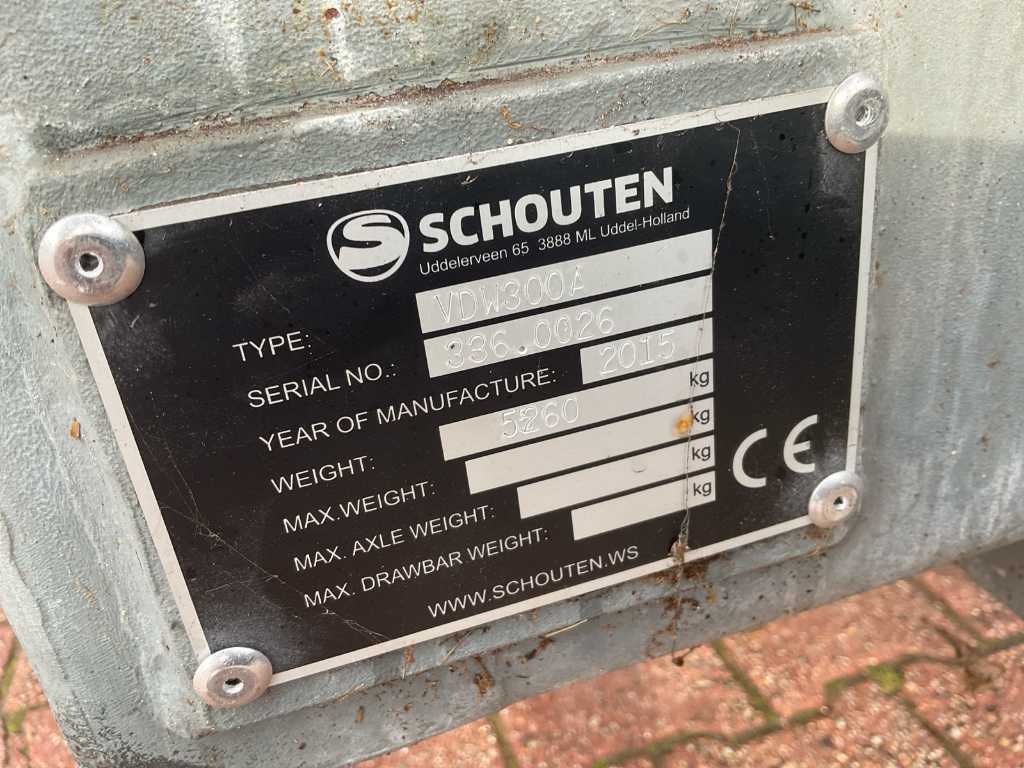 S SCHOUTEN
Uddelerveen 65 3888 ML Uddel-Holland
TYPE: VDW300A
SERIAL NO.: 336.0026
YEAR OF MANUFACTURE: 2015
WEIGHT: 5260 kg
MAX.WEIGHT: kg
MAX. AXLE WEIGHT: kg
MAX. DRAWBAR WEIGHT: kg
CE
WWW.SCHOUTEN.WS